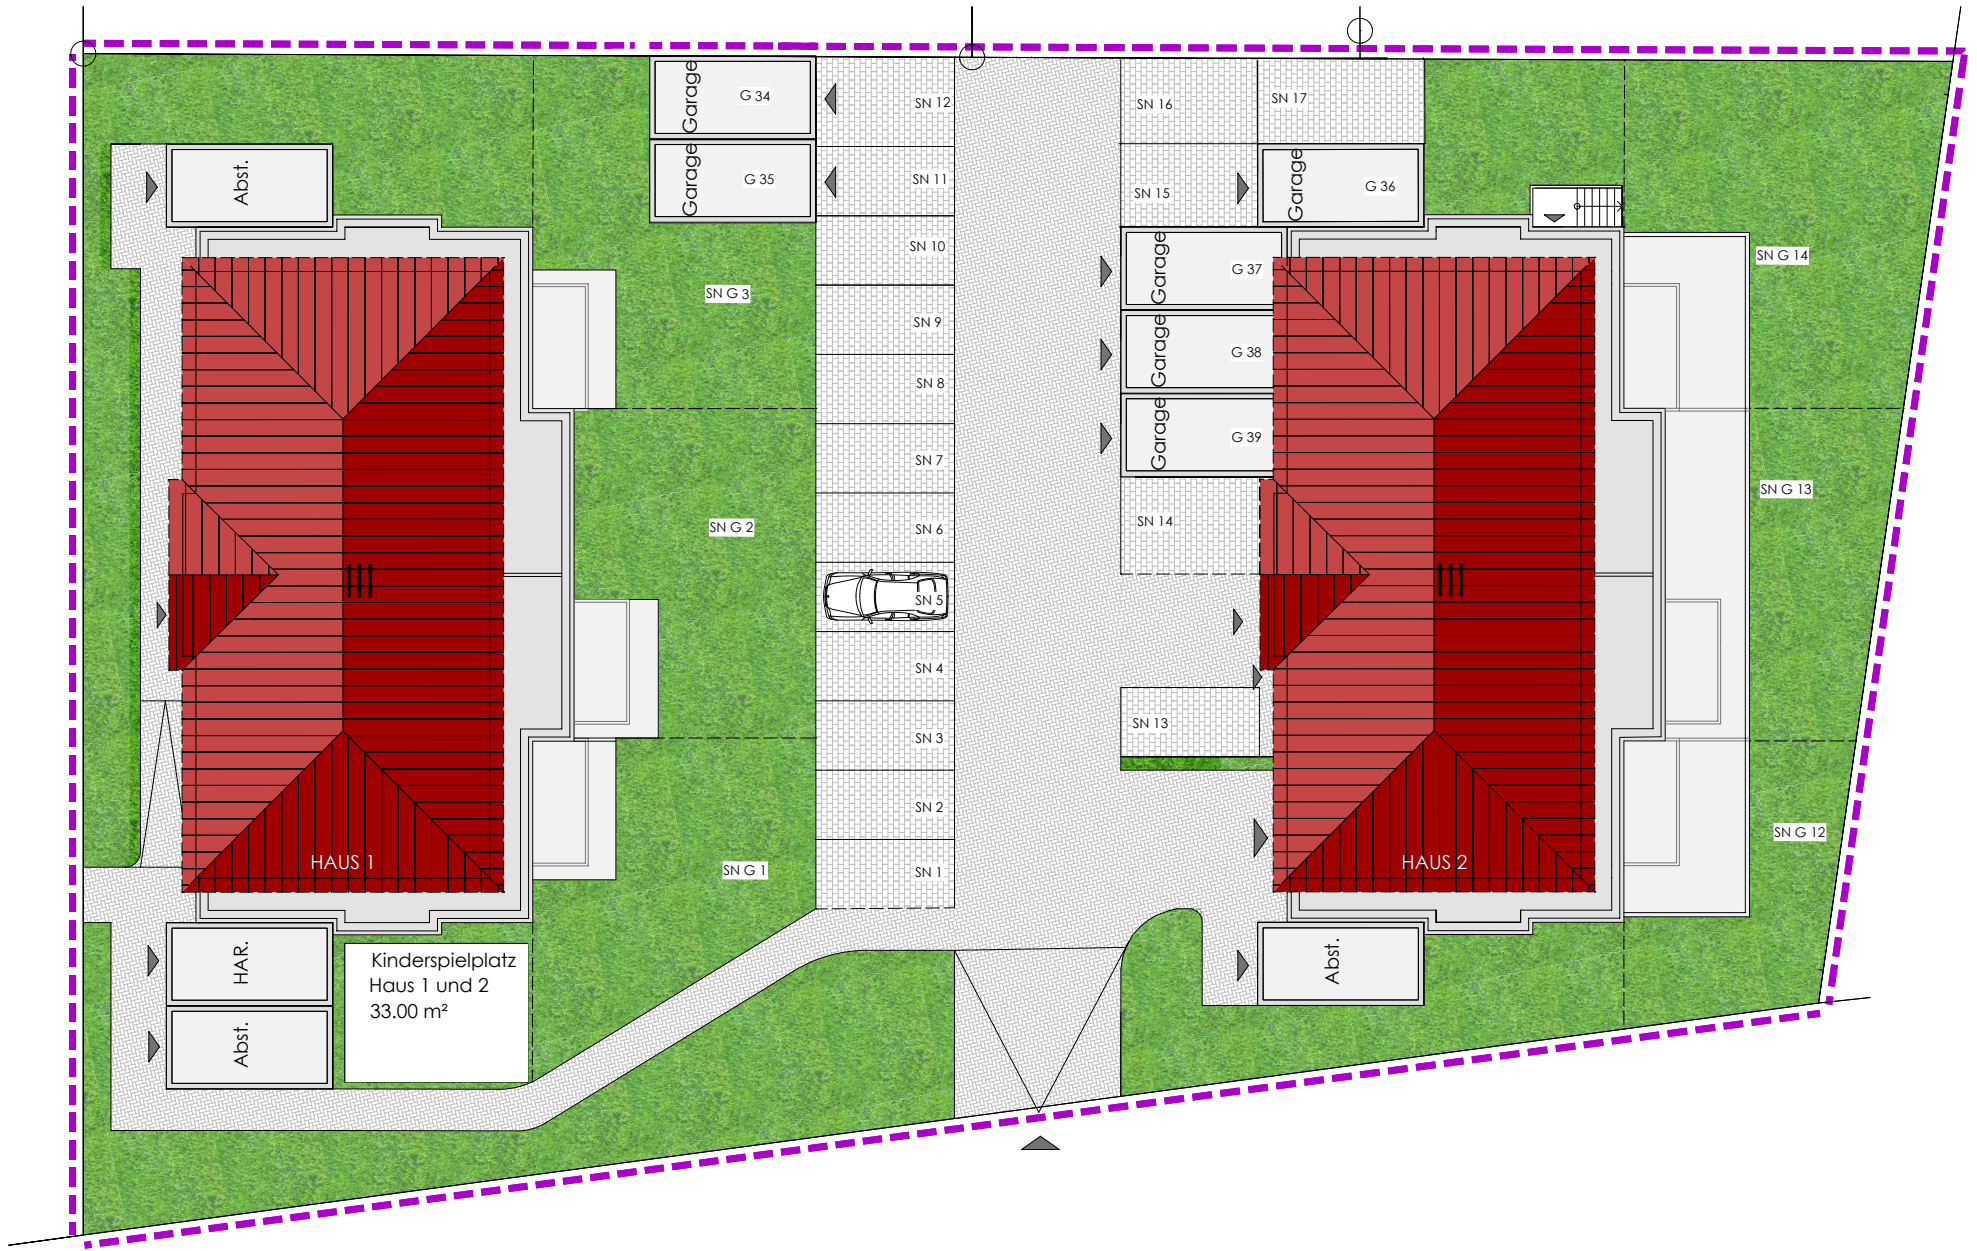 Garage
G 34
SN 12
SN 16
SN 17
Abst.
Garage
G 35
SN 11
SN 15
Garage
G 36
SN 10
Garage
G 37
SN G 14
SN G 3
SN 9
Garage
G 38
SN 8
Garage
G 39
SN 7
SN G 13
SN G 2
SN 6
SN 14
SN 5
SN 4
SN 3
SN 13
SN 2
SN G 12
HAUS 1
SN G 1
SN 1
HAUS 2
HAR.
Kinderspielplatz
Haus 1 und 2
33.00 m²
Abst.
Abst.